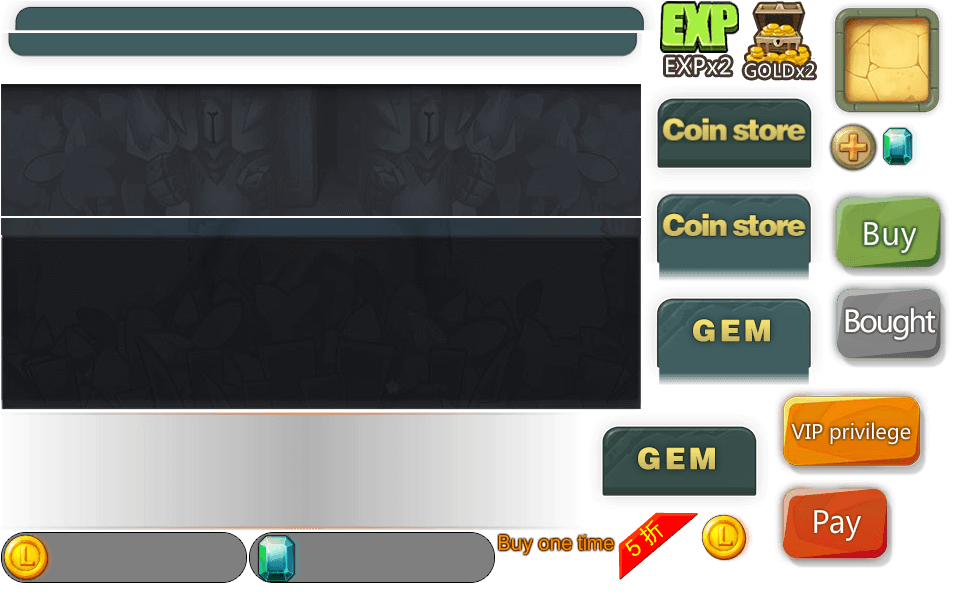 EXP
EXPx2
GOLDx2
Coin store
Coin store
Buy
GEM
Bought
VIP privilege
GEM
Pay
Buy one time
5 折
L
L